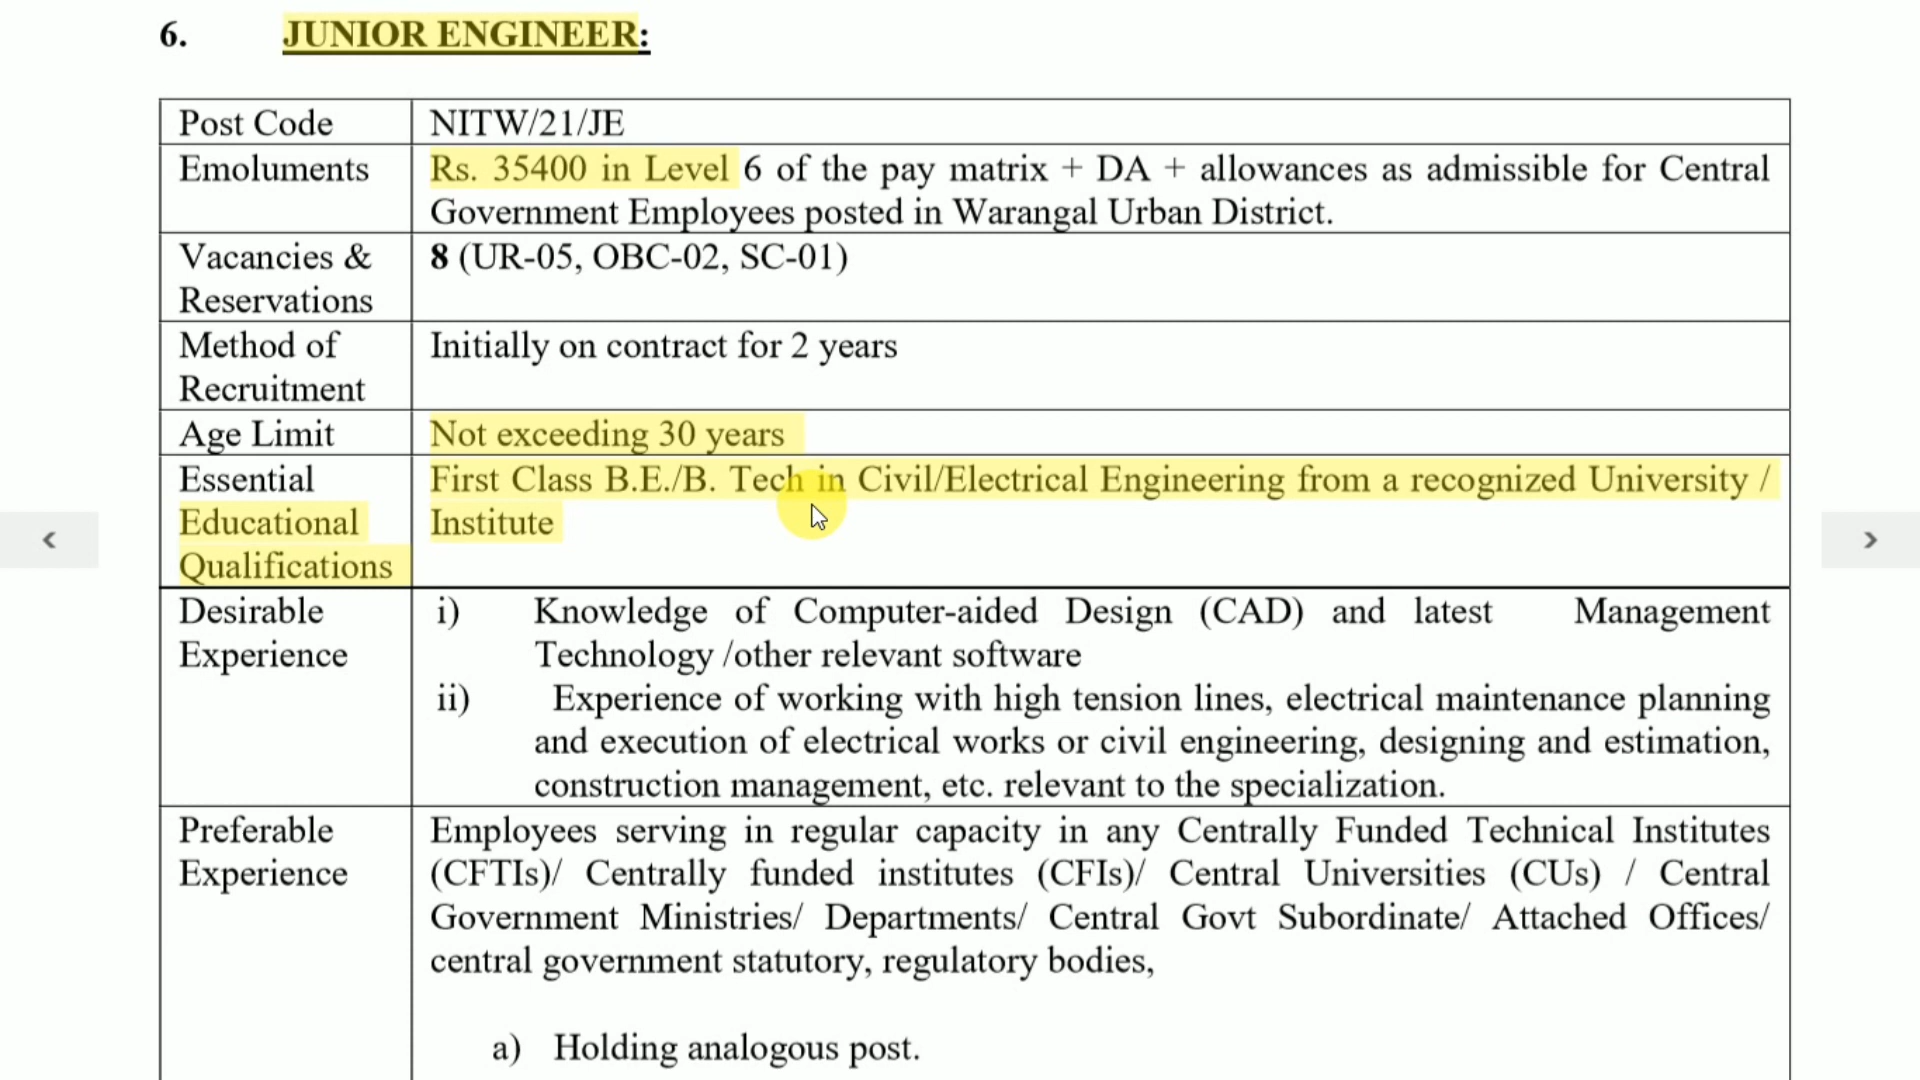 6. JUNIOR ENGINEER:
Post Code NITW/21/JE
Emoluments Rs. 35400 in Level 6 of the pay matrix + DA + allowances as admissible for Central
Government Employees posted in Warangal Urban District.
Vacancies & 8 (UR-05, OBC-02, SC-01)
Reservations
Method of Initially on contract for 2 years
Recruitment
Age Limit Not exceeding 30 years
Essential First Class B.E./B. Tech in Civil/Electrical Engineering from a recognized University /
Educational Institute
Qualifications
Desirable i) Knowledge of Computer-aided Design (CAD) and latest Management
Experience Technology /other relevant software
ii) Experience of working with high tension lines, electrical maintenance planning
and execution of electrical works or civil engineering, designing and estimation,
construction management, etc. relevant to the specialization.
Preferable Employees serving in regular capacity in any Centrally Funded Technical Institutes
Experience (CFTIs)/ Centrally funded institutes (CFIs)/ Central Universities (CUs) / Central
Government Ministries/ Departments/ Central Govt Subordinate/ Attached Offices/
central government statutory, regulatory bodies,
a) Holding analogous post.